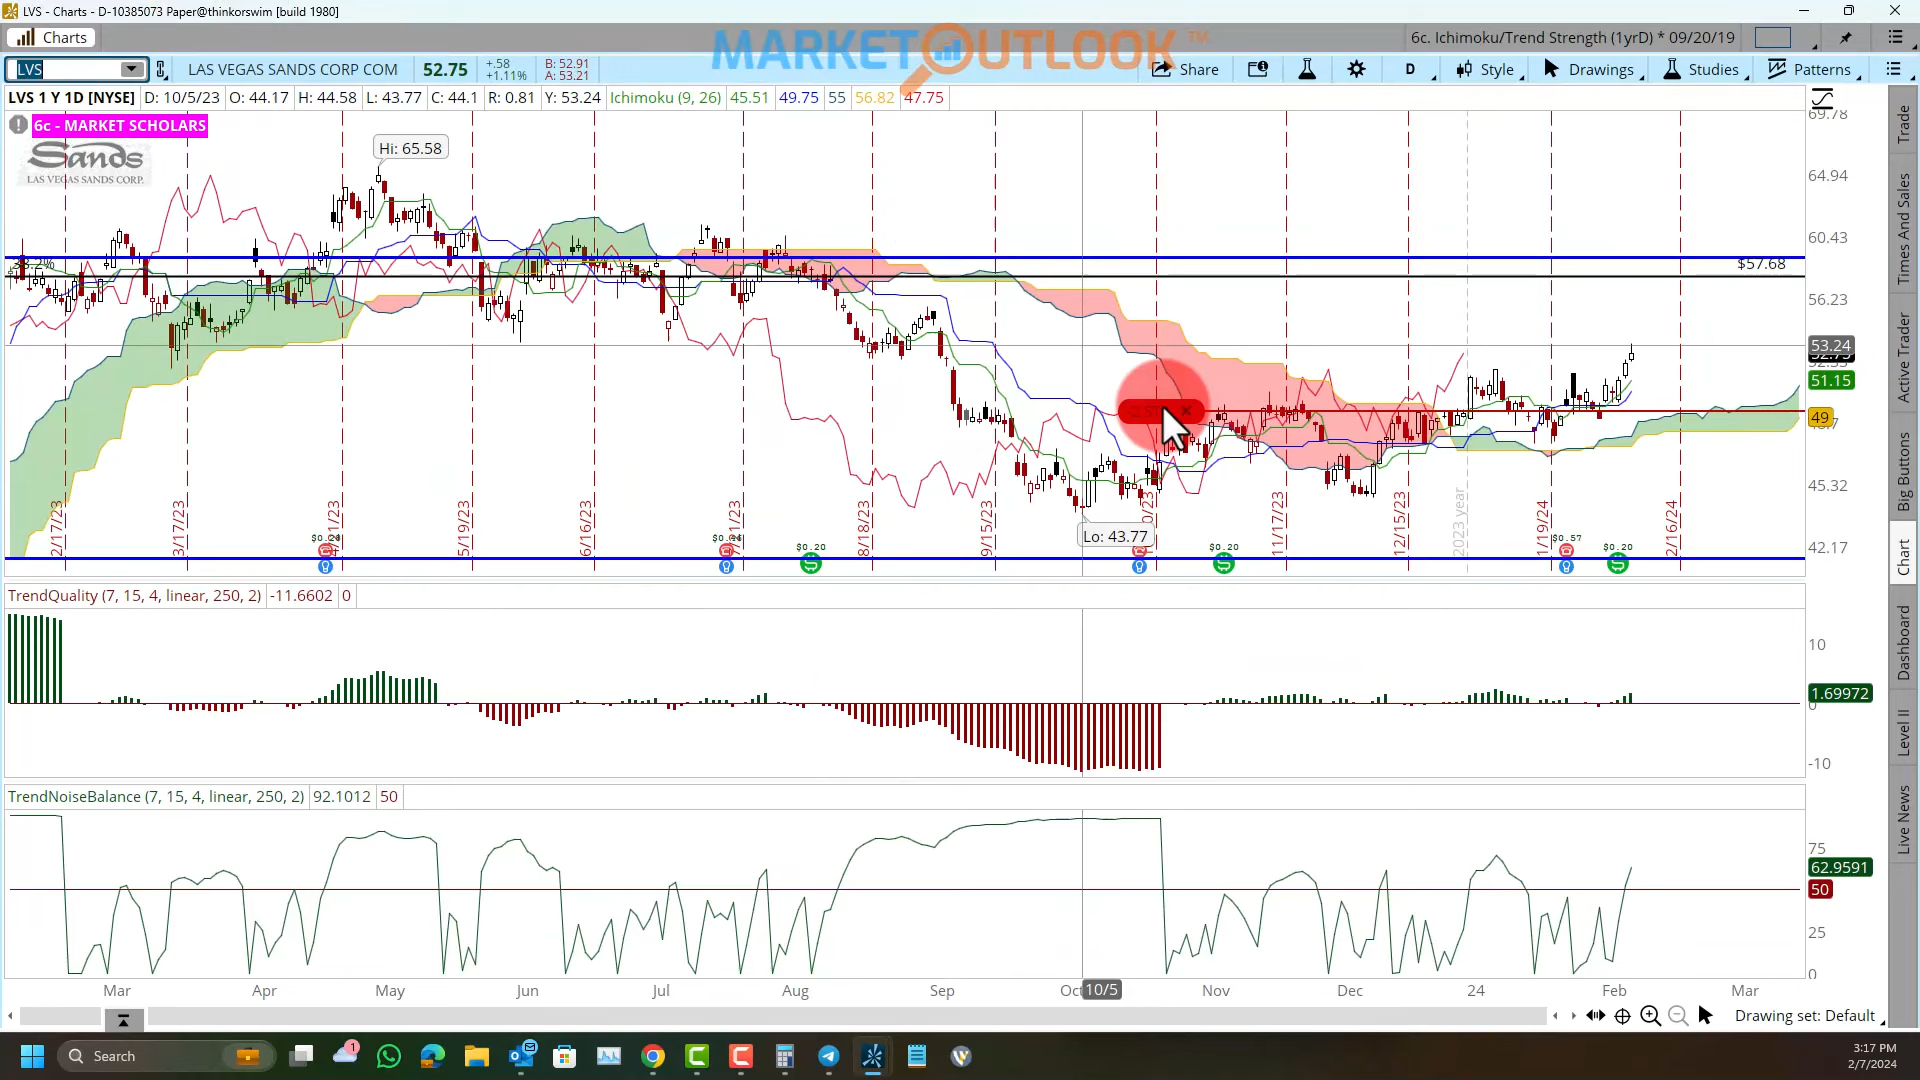 LVS - Charts - D-10385073 Paper@thinkorswim [build 1980]
Charts
MARKET OUTLOOK ™
6c. Ichimoku/Trend Strength (1yrD) * 09/20/19
LVS
LAS VEGAS SANDS CORP COM
52.75
+.58
+1.11%
B: 52.91
A: 53.21
Share
D
Style
Drawings
Studies
Patterns
LVS 1 Y 1D [NYSE] D: 10/5/23 O: 44.17 H: 44.58 L: 43.77 C: 44.1 R: 0.81 Y: 53.24 Ichimoku (9, 26) 45.51 49.75 55 56.82 47.75
6c - MARKET SCHOLARS
Sands
LAS VEGAS SANDS CORP.
Hi: 65.58
Lo: 43.77
$57.68
69.78
64.94
60.43
56.23
53.24
51.15
49
45.32
42.17
2/17/23
3/17/23
5/19/23
6/16/23
8/18/23
9/15/23
11/17/23
12/15/23
2023 year
1/19/24
2/16/24
$0.20
$0.20
$0.57
$0.20
TrendQuality (7, 15, 4, linear, 250, 2) -11.6602 0
10
1.69972
0
-10
TrendNoiseBalance (7, 15, 4, linear, 250, 2) 92.1012 50
75
62.9591
50
25
0
Mar Apr May Jun Jul Aug Sep 10/5 Nov Dec 24 Feb Mar
Drawing set: Default
Trade
Times And Sales
Active Trader
Big Buttons
Chart
Dashboard
Level II
Live News
Search
1
3:17 PM
2/7/2024